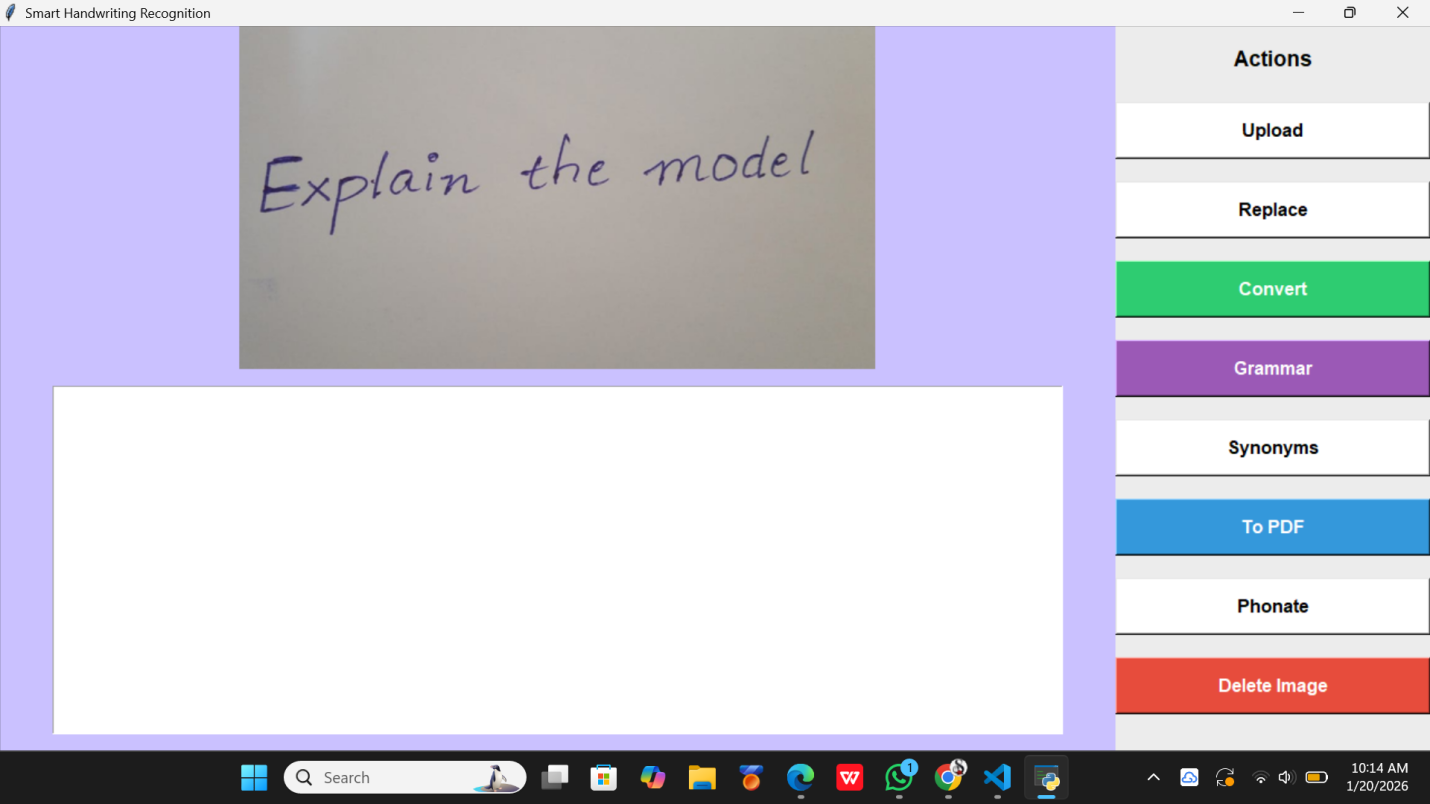 Smart Handwriting Recognition
Explain the model
Actions
Upload
Replace
Convert
Grammar
Synonyms
To PDF
Phonate
Delete Image
Search
1
10:14 AM
1/20/2026